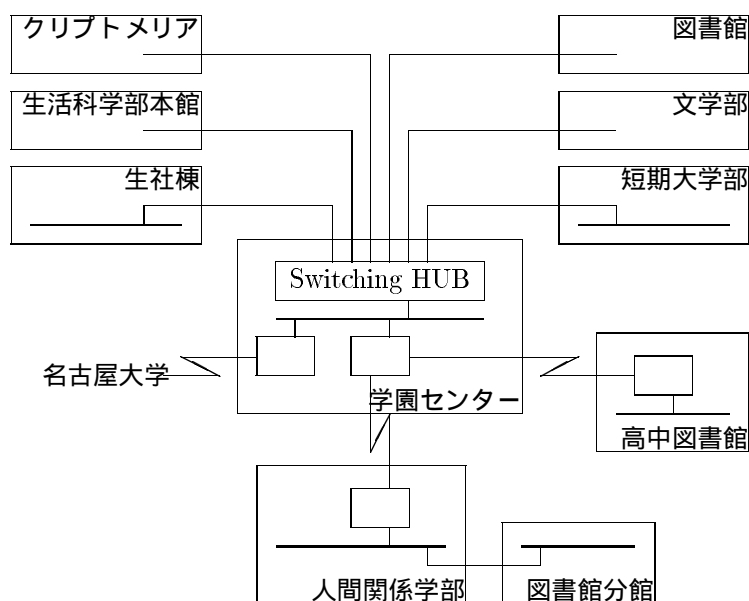 クリプトメリア
図書館
生活科学部本館
文学部
生社棟
短期大学部
Switching HUB
名古屋大学
学園センター
高中図書館
人間関係学部
図書館分館